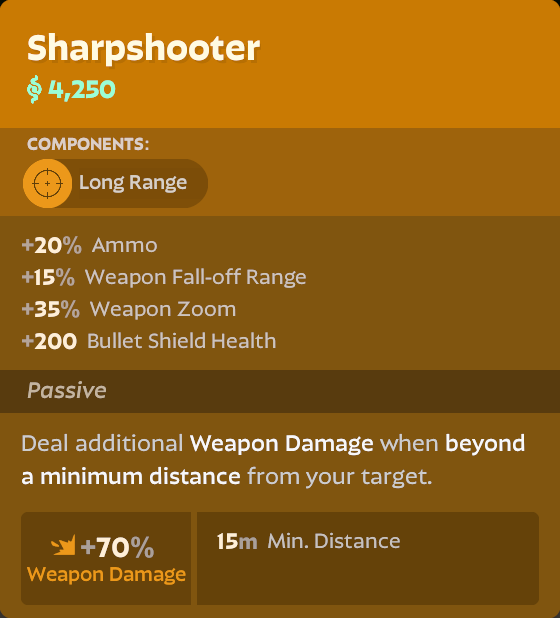 Sharpshooter
4,250
COMPONENTS:
Long Range
+20% Ammo
+15% Weapon Fall-off Range
+35% Weapon Zoom
+200 Bullet Shield Health
Passive
Deal additional Weapon Damage when beyond
a minimum distance from your target.
+70%
Weapon Damage
15m Min. Distance